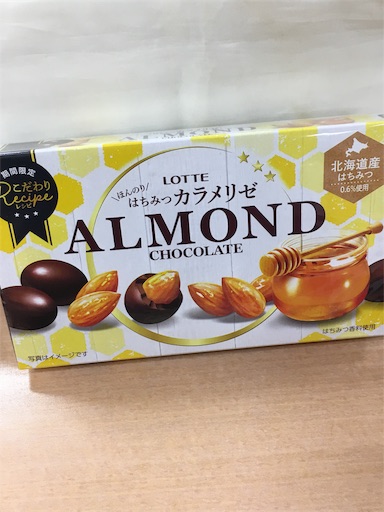 期間限定
こだわり
Recipe
レシピ
LOTTE
ほんのり
はちみつカラメリゼ
ALMOND
CHOCOLATE
北海道産
はちみつ
0.6%使用
写真はイメージです
はちみつ香料使用